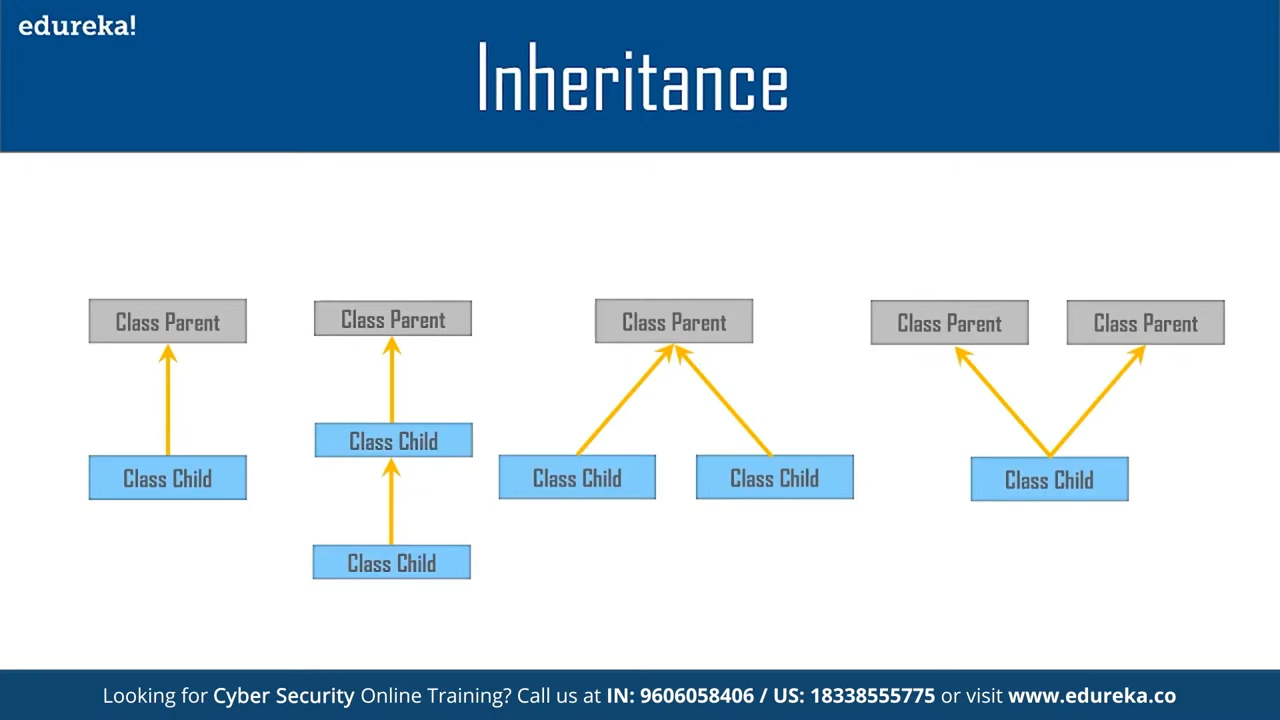 edureka!
Inheritance
Class Parent
Class Child
Class Parent
Class Child
Class Child
Class Parent
Class Child
Class Child
Class Parent
Class Parent
Class Child
Looking for Cyber Security Online Training? Call us at IN: 9606058406 / US: 18338555775 or visit www.edureka.co